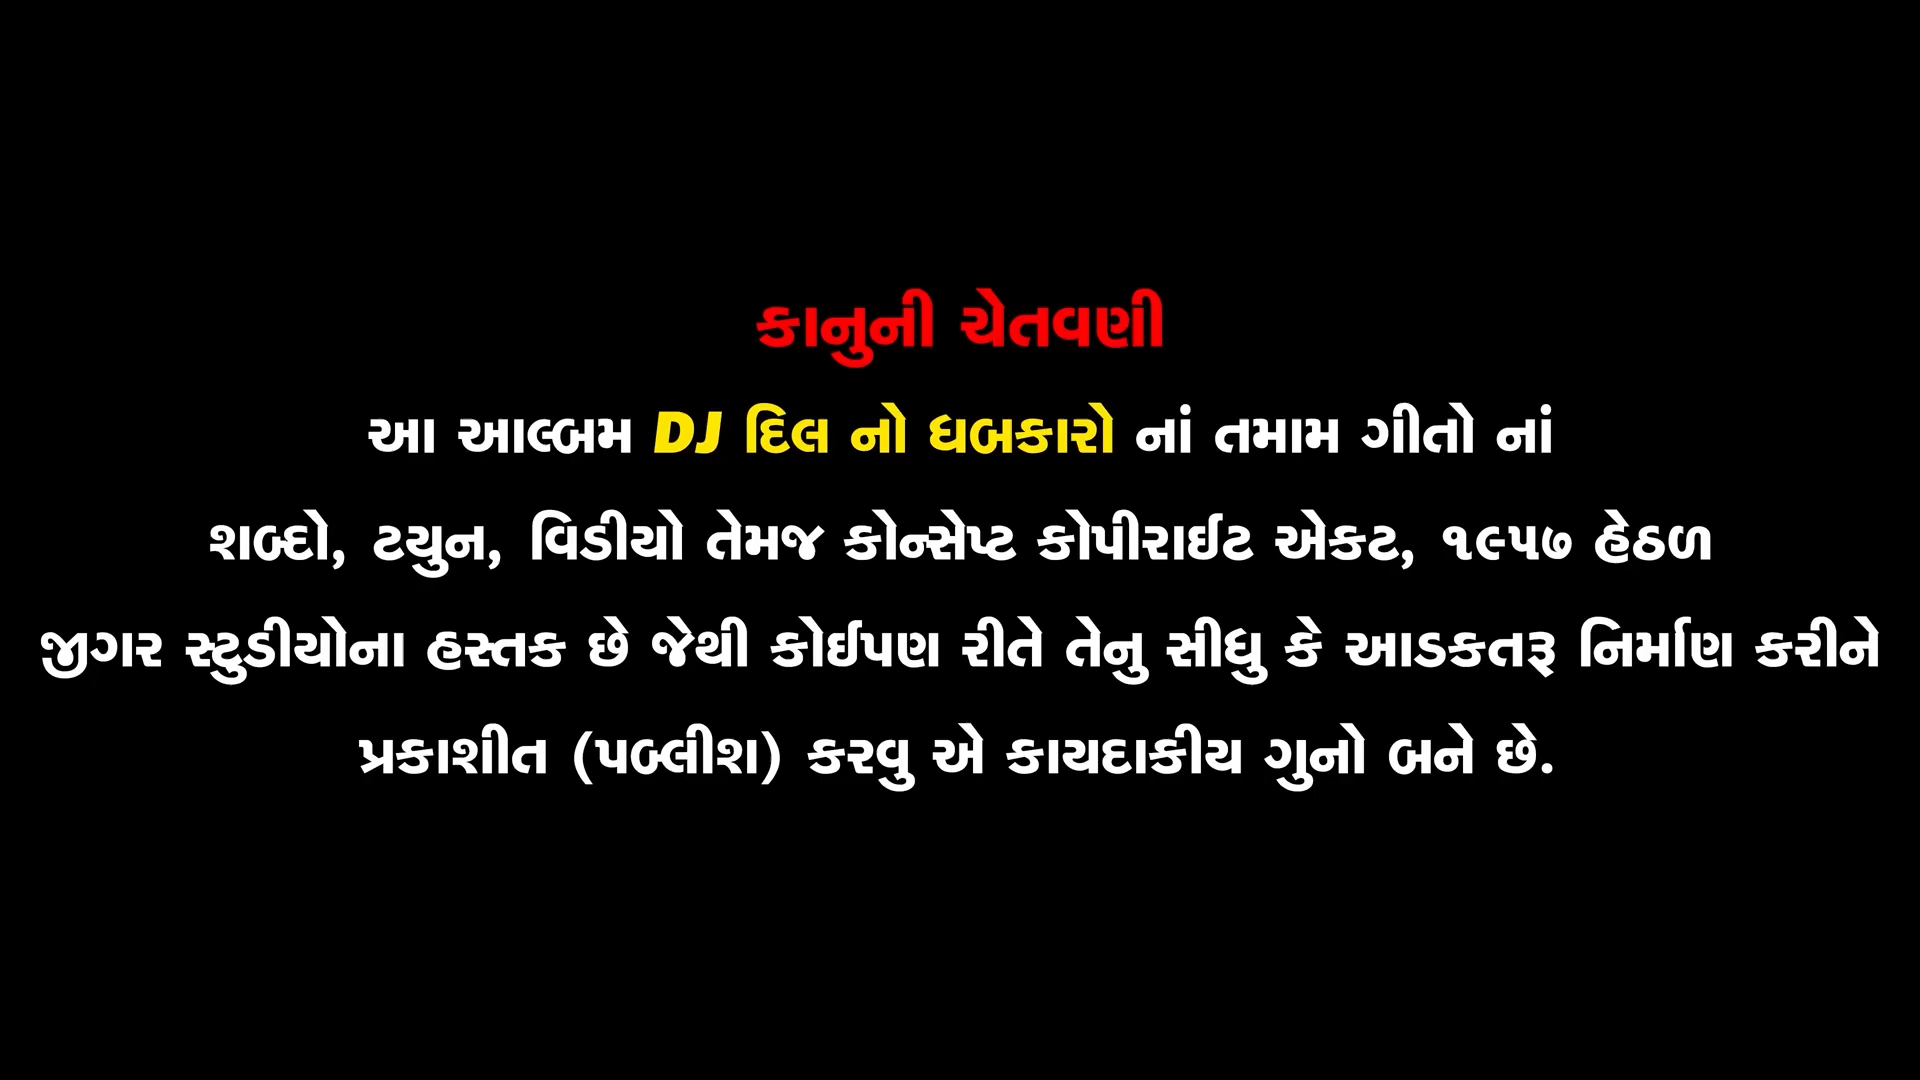 કાનુની ચેતવણી
આ આલ્બમ DJ દિલ નો ધબકારો નાં તમામ ગીતો નાં
શબ્દો, ટયુન, વિડીયો તેમજ કોન્સેપ્ટ કોપીરાઈટ એકટ, ૧૯૫૭ હેઠળ
જીગર સ્ટુડીયોના હસ્તક છે જેથી કોઈપણ રીતે તેનુ સીધુ કે આડકતરૂ નિર્માણ કરીને
પ્રકાશીત (પબ્લીશ) કરવુ એ કાયદાકીય ગુનો બને છે.